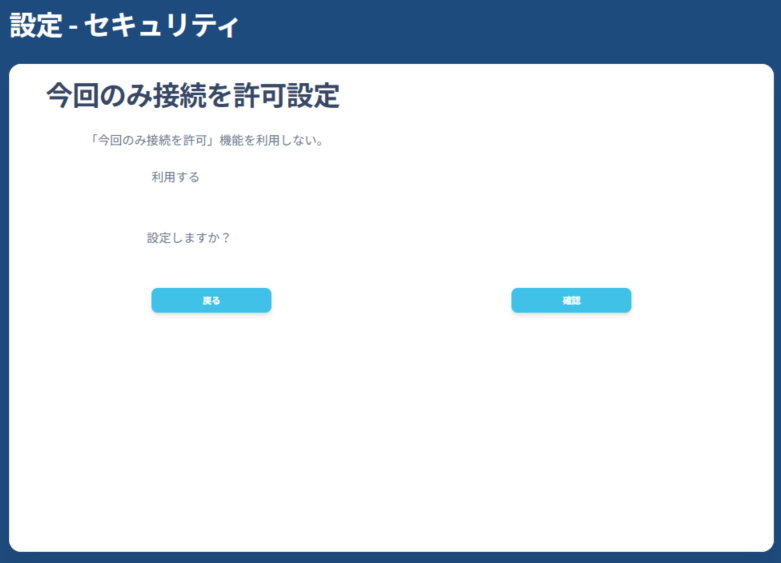 設定 - セキュリティ
今回のみ接続を許可設定
「今回のみ接続を許可」機能を利用しない。
利用する
設定しますか？
戻る
確認